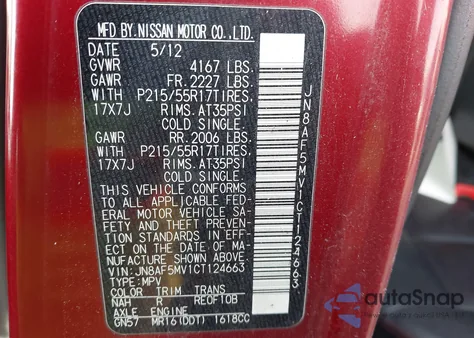 MFD BY NISSAN MOTOR CO.,LTD.
DATE 5/12
GVWR 4167 LBS.
GAWR FR. 2227 LBS.
WITH P215/55R17TIRES,
17X7J RIMS.AT35PSI
COLD SINGLE.
GAWR RR. 2006 LBS.
WITH P215/55R17TIRES,
17X7J RIMS.AT35PSI
COLD SINGLE.
THIS VEHICLE CONFORMS
TO ALL APPLICABLE FED-
ERAL MOTOR VEHICLE SA-
FETY AND THEFT PREVEN-
TION STANDARDS IN EFF-
ECT ON THE DATE OF MA-
NUFACTURE SHOWN ABOVE
VIN:JN8AF5MV1CT124663
TYPE:MPV
COLOR TRIM TRANS
NAH R RE0F10B
AXLE ENGINE
GN57 MR16(DDT) 1618CC
JN8AF5MV1CT124663
autoSnap